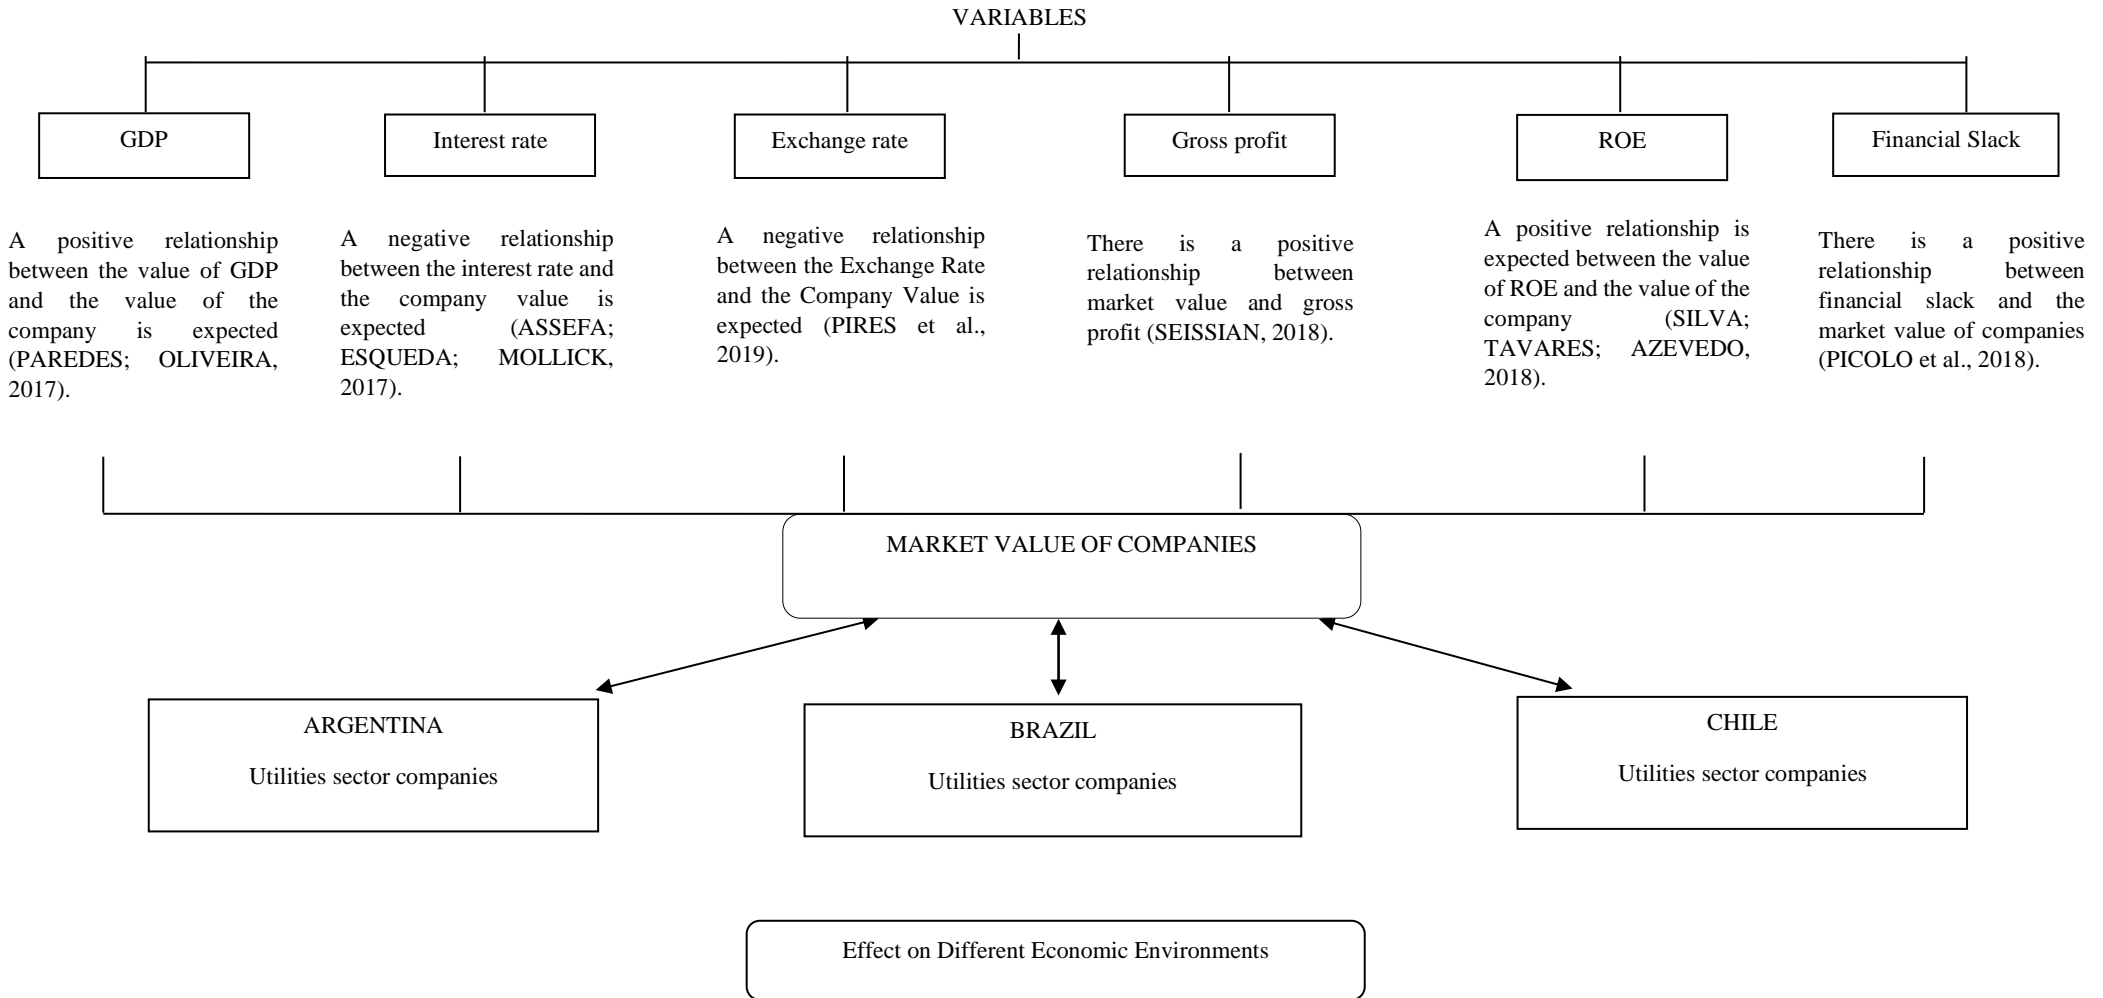 VARIABLES
GDP
Interest rate
Exchange rate
Gross profit
ROE
Financial Slack
A positive relationship
between the value of GDP
and the value of the
company is expected
(PAREDES; OLIVEIRA,
2017).
A negative relationship
between the interest rate and
the company value is
expected (ASSEFA;
ESQUEDA; MOLLICK,
2017).
A negative relationship
between the Exchange Rate
and the Company Value is
expected (PIRES et al.,
2019).
There is a positive
relationship between
market value and gross
profit (SEISSIAN, 2018).
A positive relationship is
expected between the value
of ROE and the value of the
company (SILVA;
TAVARES; AZEVEDO,
2018).
There is a positive
relationship between
financial slack and the
market value of companies
(PICOLO et al., 2018).
MARKET VALUE OF COMPANIES
ARGENTINA
Utilities sector companies
BRAZIL
Utilities sector companies
CHILE
Utilities sector companies
Effect on Different Economic Environments